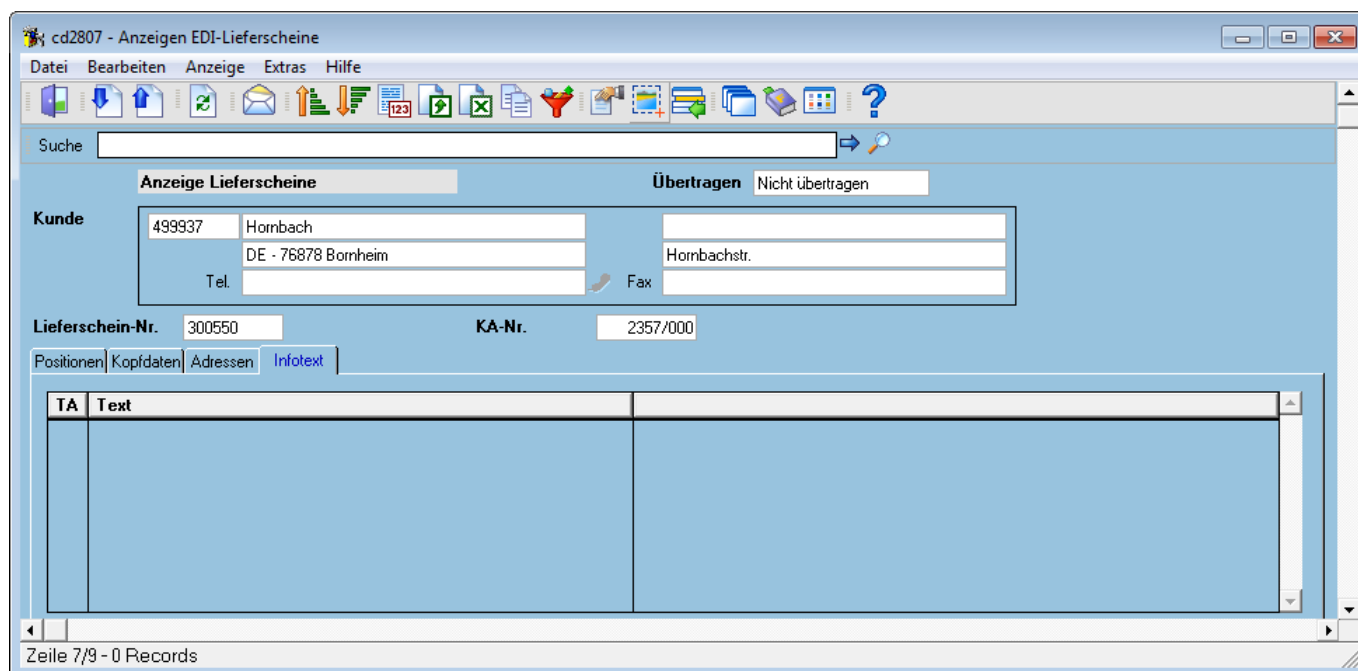 cd2807 - Anzeigen EDI-Lieferscheine
Datei Bearbeiten Anzeige Extras Hilfe
123
Suche
Anzeige Lieferscheine Übertragen Nicht übertragen
Kunde 499937 Hornbach
DE - 76878 Bornheim Hornbachstr.
Tel. Fax
Lieferschein-Nr. 300550 KA-Nr. 2357/000
Positionen Kopfdaten Adressen Infotext
TA Text
Zeile 7/9 - 0 Records